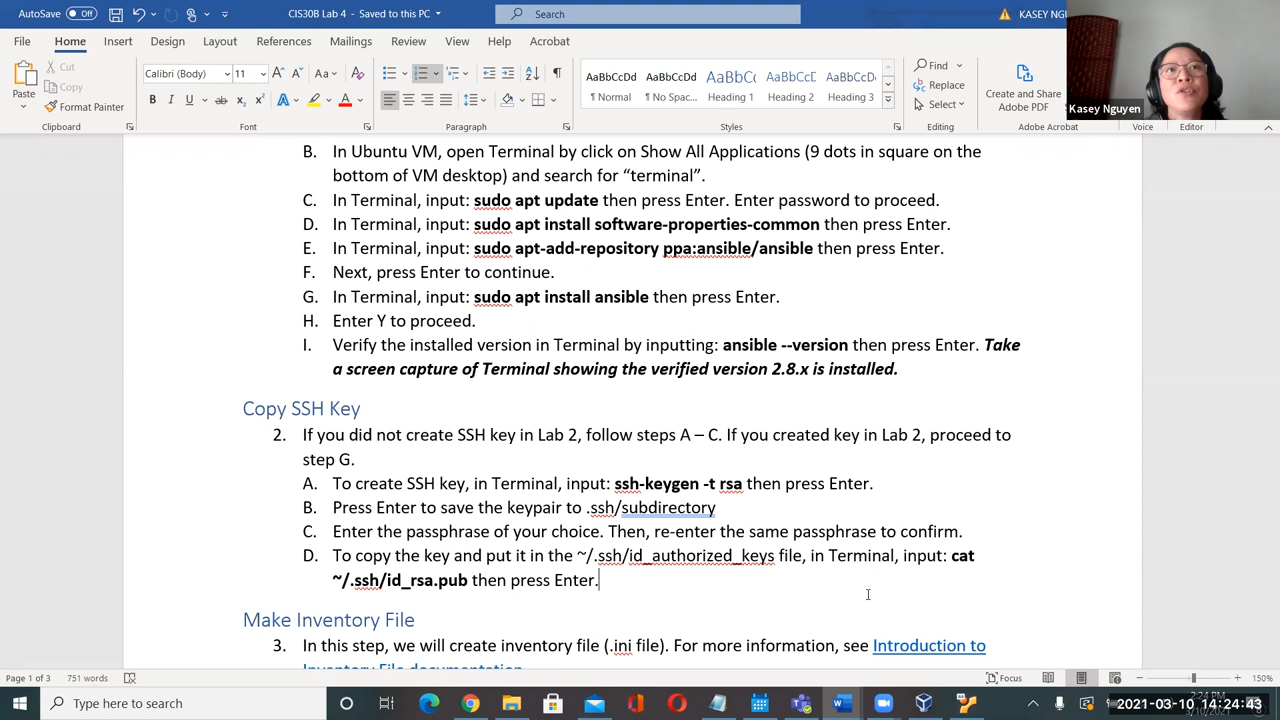 AutoSave Off
CIS30B Lab 4 - Saved to this PC
Search
KASEY NGU
File Home Insert Design Layout References Mailings Review View Help Acrobat
Paste
Cut
Copy
Format Painter
Calibri (Body) 11
AaBbCcDd
¶ Normal
AaBbCcDd
¶ No Spac...
AaBbC
Heading 1
AaBbCcC
Heading 2
AaBbCcD
Heading 3
Find
Replace
Select
Create and Share
Adobe PDF
Kasey Nguyen
Clipboard Font Paragraph Styles Editing Adobe Acrobat Voice Editor
B. In Ubuntu VM, open Terminal by click on Show All Applications (9 dots in square on the
bottom of VM desktop) and search for “terminal”.
C. In Terminal, input: sudo apt update then press Enter. Enter password to proceed.
D. In Terminal, input: sudo apt install software-properties-common then press Enter.
E. In Terminal, input: sudo apt-add-repository ppa:ansible/ansible then press Enter.
F. Next, press Enter to continue.
G. In Terminal, input: sudo apt install ansible then press Enter.
H. Enter Y to proceed.
I. Verify the installed version in Terminal by inputting: ansible --version then press Enter. Take
a screen capture of Terminal showing the verified version 2.8.x is installed.
Copy SSH Key
2. If you did not create SSH key in Lab 2, follow steps A – C. If you created key in Lab 2, proceed to
step G.
A. To create SSH key, in Terminal, input: ssh-keygen -t rsa then press Enter.
B. Press Enter to save the keypair to .ssh/subdirectory
C. Enter the passphrase of your choice. Then, re-enter the same passphrase to confirm.
D. To copy the key and put it in the ~/.ssh/id_authorized_keys file, in Terminal, input: cat
~/.ssh/id_rsa.pub then press Enter.
Make Inventory File
3. In this step, we will create inventory file (.ini file). For more information, see Introduction to
Inventory File documentation
Page 1 of 3 751 words
Focus
150%
Type here to search
2021-03-10 14:24:43